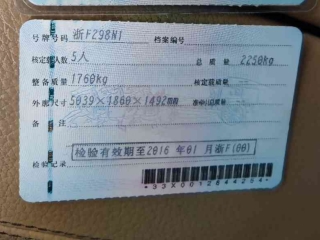 号牌号码 浙F298N1 档案编号
核定载人数 5人 总质量 2250kg
整备质量 1760kg 核定载质量
外廓尺寸 5039×1860×1492
备注
检验有效期至2016年01月浙F(00)
检验记录